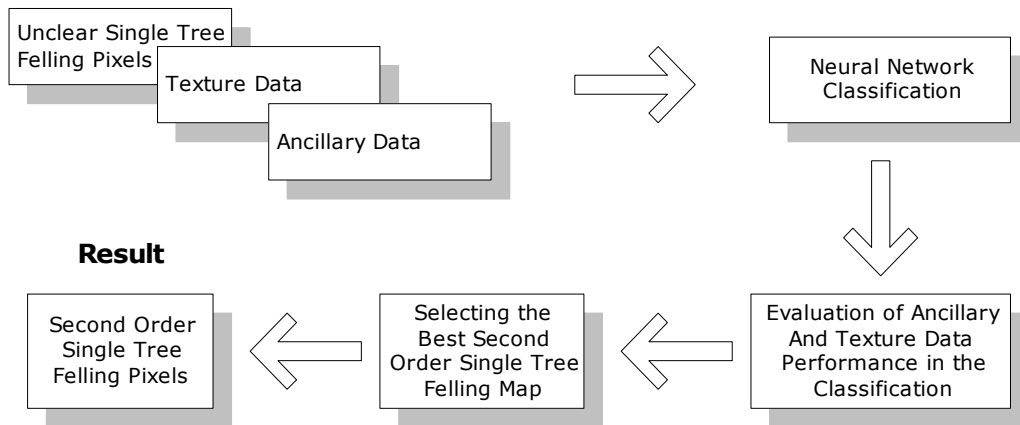 Unclear Single Tree
Felling Pixels
Texture Data
Ancillary Data
Neural Network
Classification
Evaluation of Ancillary
And Texture Data
Performance in the
Classification
Selecting the
Best Second
Order Single Tree
Felling Map
Result
Second Order
Single Tree
Felling Pixels